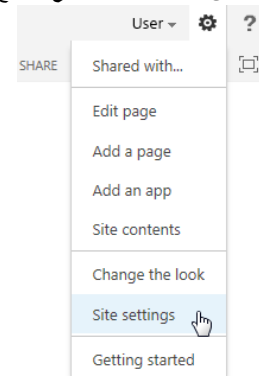 User
?
SHARE
Shared with...
Edit page
Add a page
Add an app
Site contents
Change the look
Site settings
Getting started